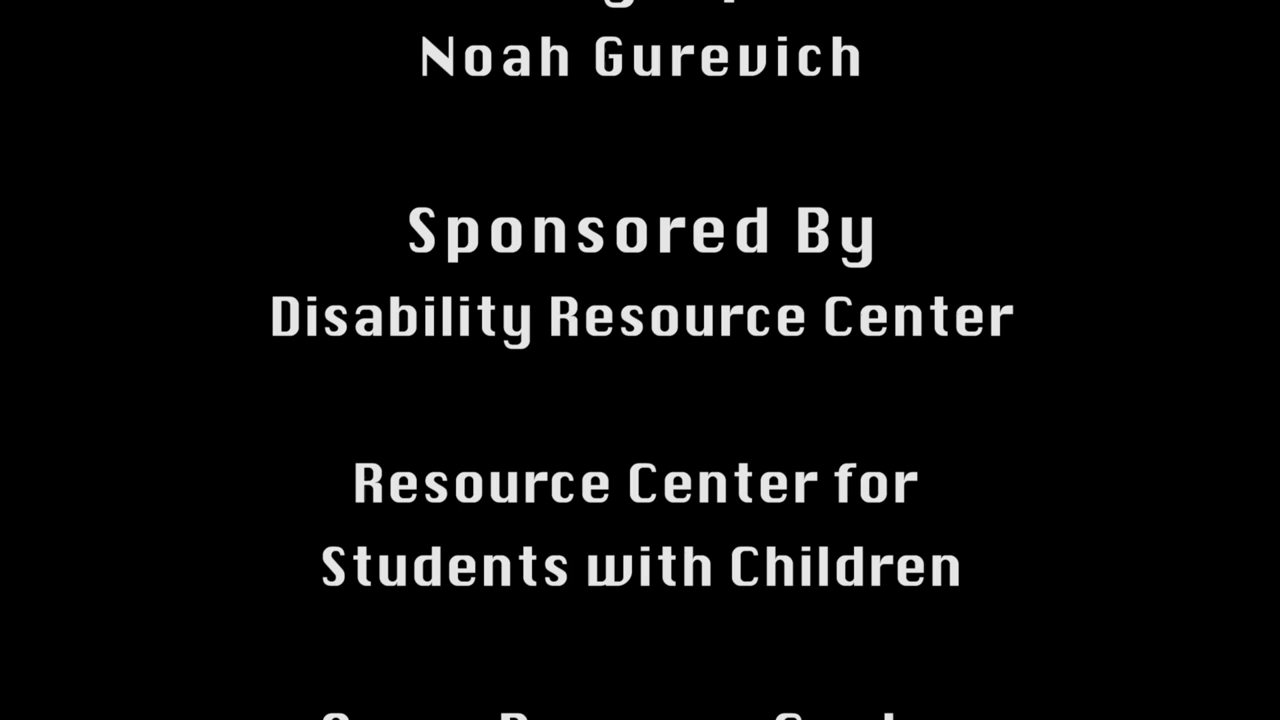 Noah Gurevich
Sponsored By
Disability Resource Center
Resource Center for
Students with Children